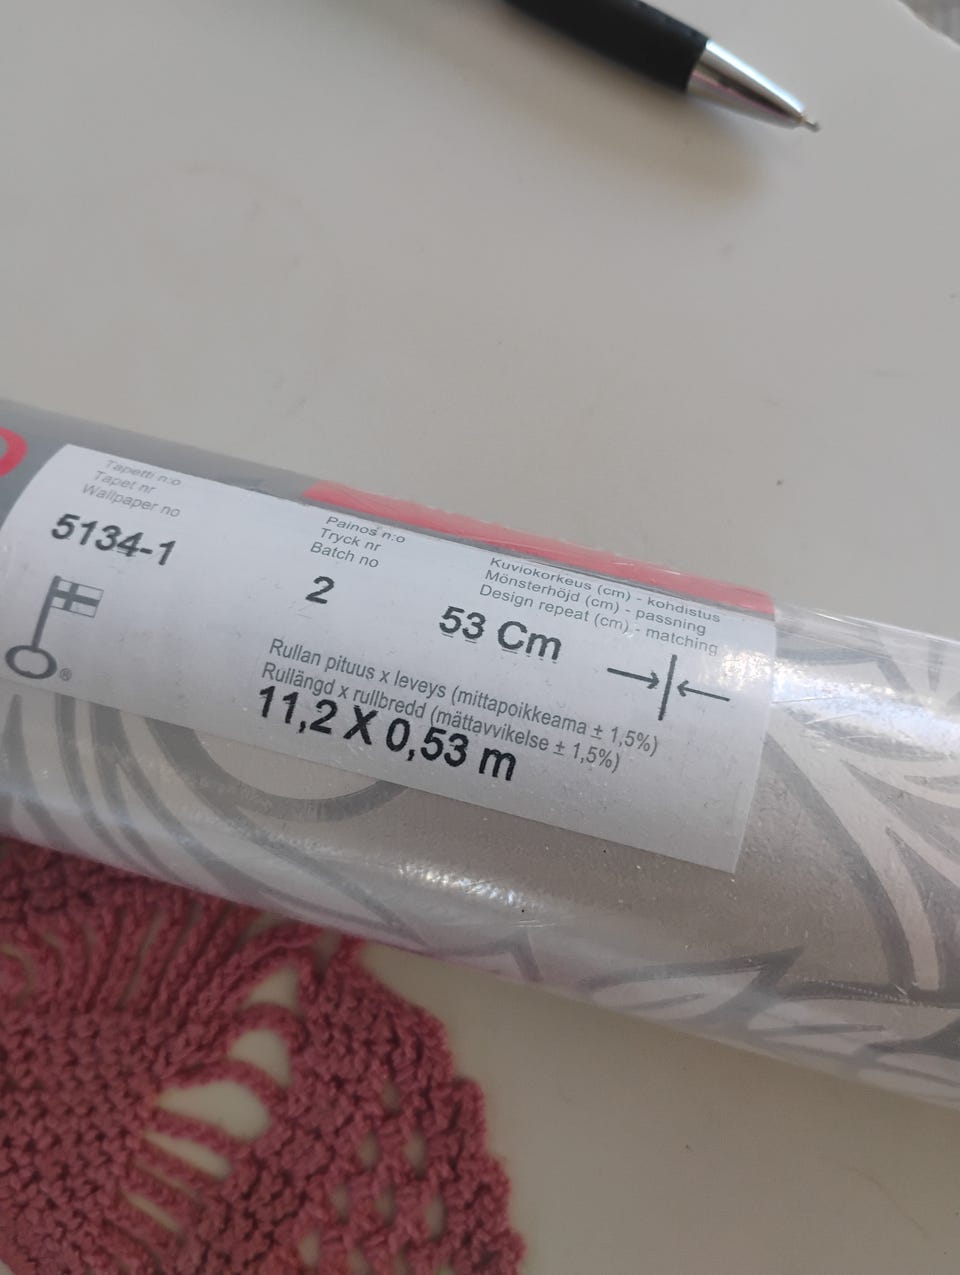 Tapetti n:o
Tapet nr
Wallpaper no
5134-1
Painos n:o
Tryck nr
Batch no
2
Kuviokorkeus (cm) - kohdistus
Mönsterhöjd (cm) - passning
Design repeat (cm) - matching
53 Cm
Rullan pituus x leveys (mittapoikkeama ± 1,5%)
Rullängd x rullbredd (mättavvikelse ± 1,5%)
11,2 X 0,53 m
®